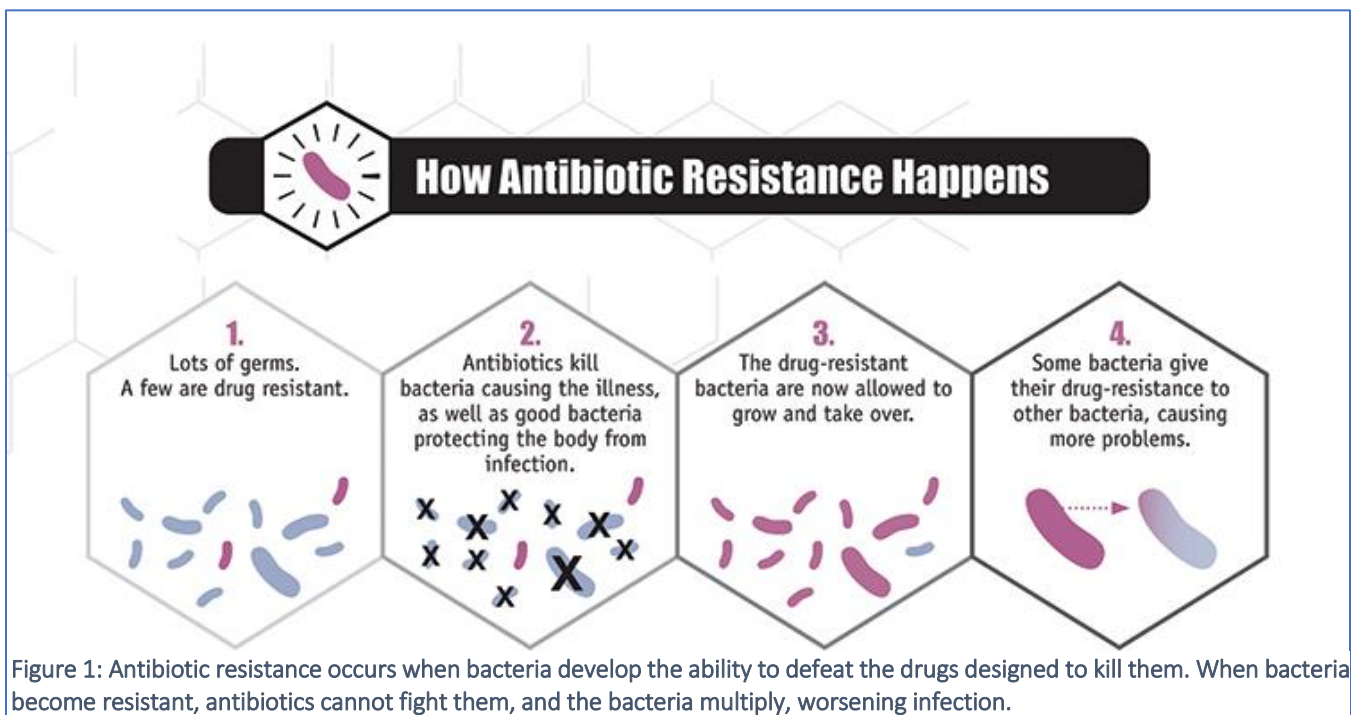 How Antibiotic Resistance Happens
1.
Lots of germs.
A few are drug resistant.
2.
Antibiotics kill
bacteria causing the illness,
as well as good bacteria
protecting the body from
infection.
X X X X X X X X X X
3.
The drug-resistant
bacteria are now allowed to
grow and take over.
4.
Some bacteria give
their drug-resistance to
other bacteria, causing
more problems.
Figure 1: Antibiotic resistance occurs when bacteria develop the ability to defeat the drugs designed to kill them. When bacteria
become resistant, antibiotics cannot fight them, and the bacteria multiply, worsening infection.